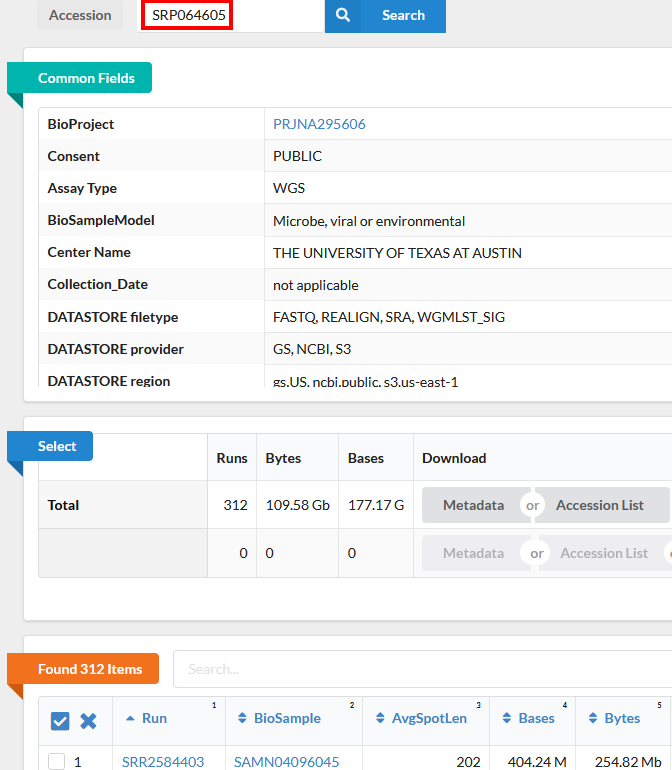 Accession SRP064605 Search
Common Fields
BioProject PRJNA295606
Consent PUBLIC
Assay Type WGS
BioSampleModel Microbe, viral or environmental
Center Name THE UNIVERSITY OF TEXAS AT AUSTIN
Collection_Date not applicable
DATASTORE filetype FASTQ, REALIGN, SRA, WGMLST_SIG
DATASTORE provider GS, NCBI, S3
DATASTORE region gs.US, ncbi.public, s3.us-east-1
Select
Runs Bytes Bases Download
Total 312 109.58 Gb 177.17 G Metadata or Accession List
0 0 0 Metadata or Accession List
Found 312 Items Search...
Run 1 BioSample 2 AvgSpotLen 3 Bases 4 Bytes 5
1 SRR2584403 SAMN04096045 202 404.24 M 254.82 Mb